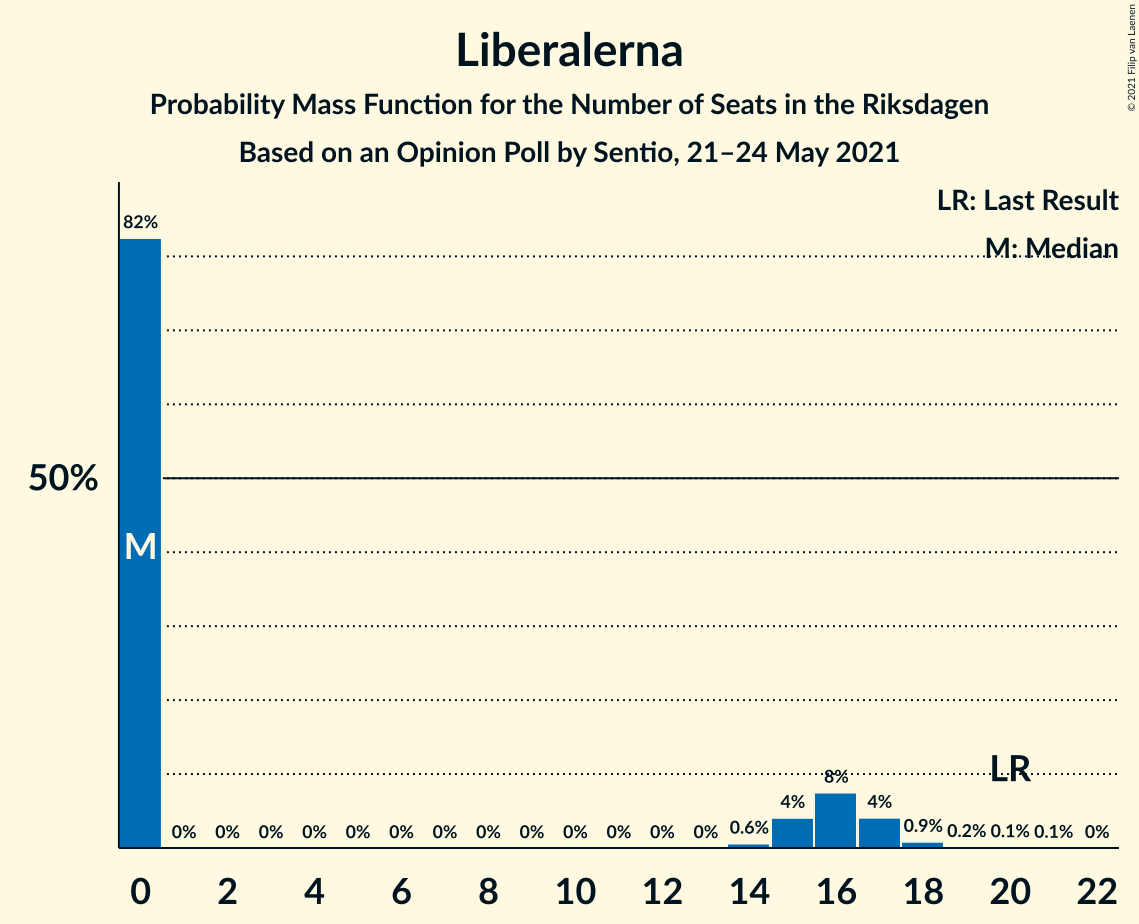 Liberalerna
Probability Mass Function for the Number of Seats in the Riksdagen
Based on an Opinion Poll by Sentio, 21–24 May 2021
© 2021 Filip van Laenen
LR: Last Result
M: Median
82%
50%
M
LR
0% 0% 0% 0% 0% 0% 0% 0% 0% 0% 0% 0% 0% 0.6% 4% 8% 4% 0.9% 0.2% 0.1% 0.1% 0%
0 2 4 6 8 10 12 14 16 18 20 22